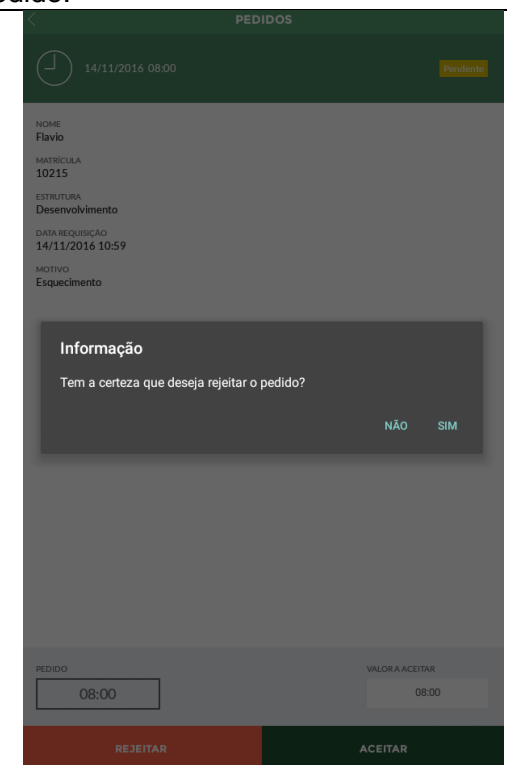 PEDIDOS
14/11/2016 08:00
Pendente
NOME
Flavio
MATRÍCULA
10215
ESTRUTURA
Desenvolvimento
DATA REQUISIÇÃO
14/11/2016 10:59
MOTIVO
Esquecimento
Informação
Tem a certeza que deseja rejeitar o pedido?
NÃO SIM
PEDIDO VALOR A ACEITAR
08:00 08:00
REJEITAR ACEITAR